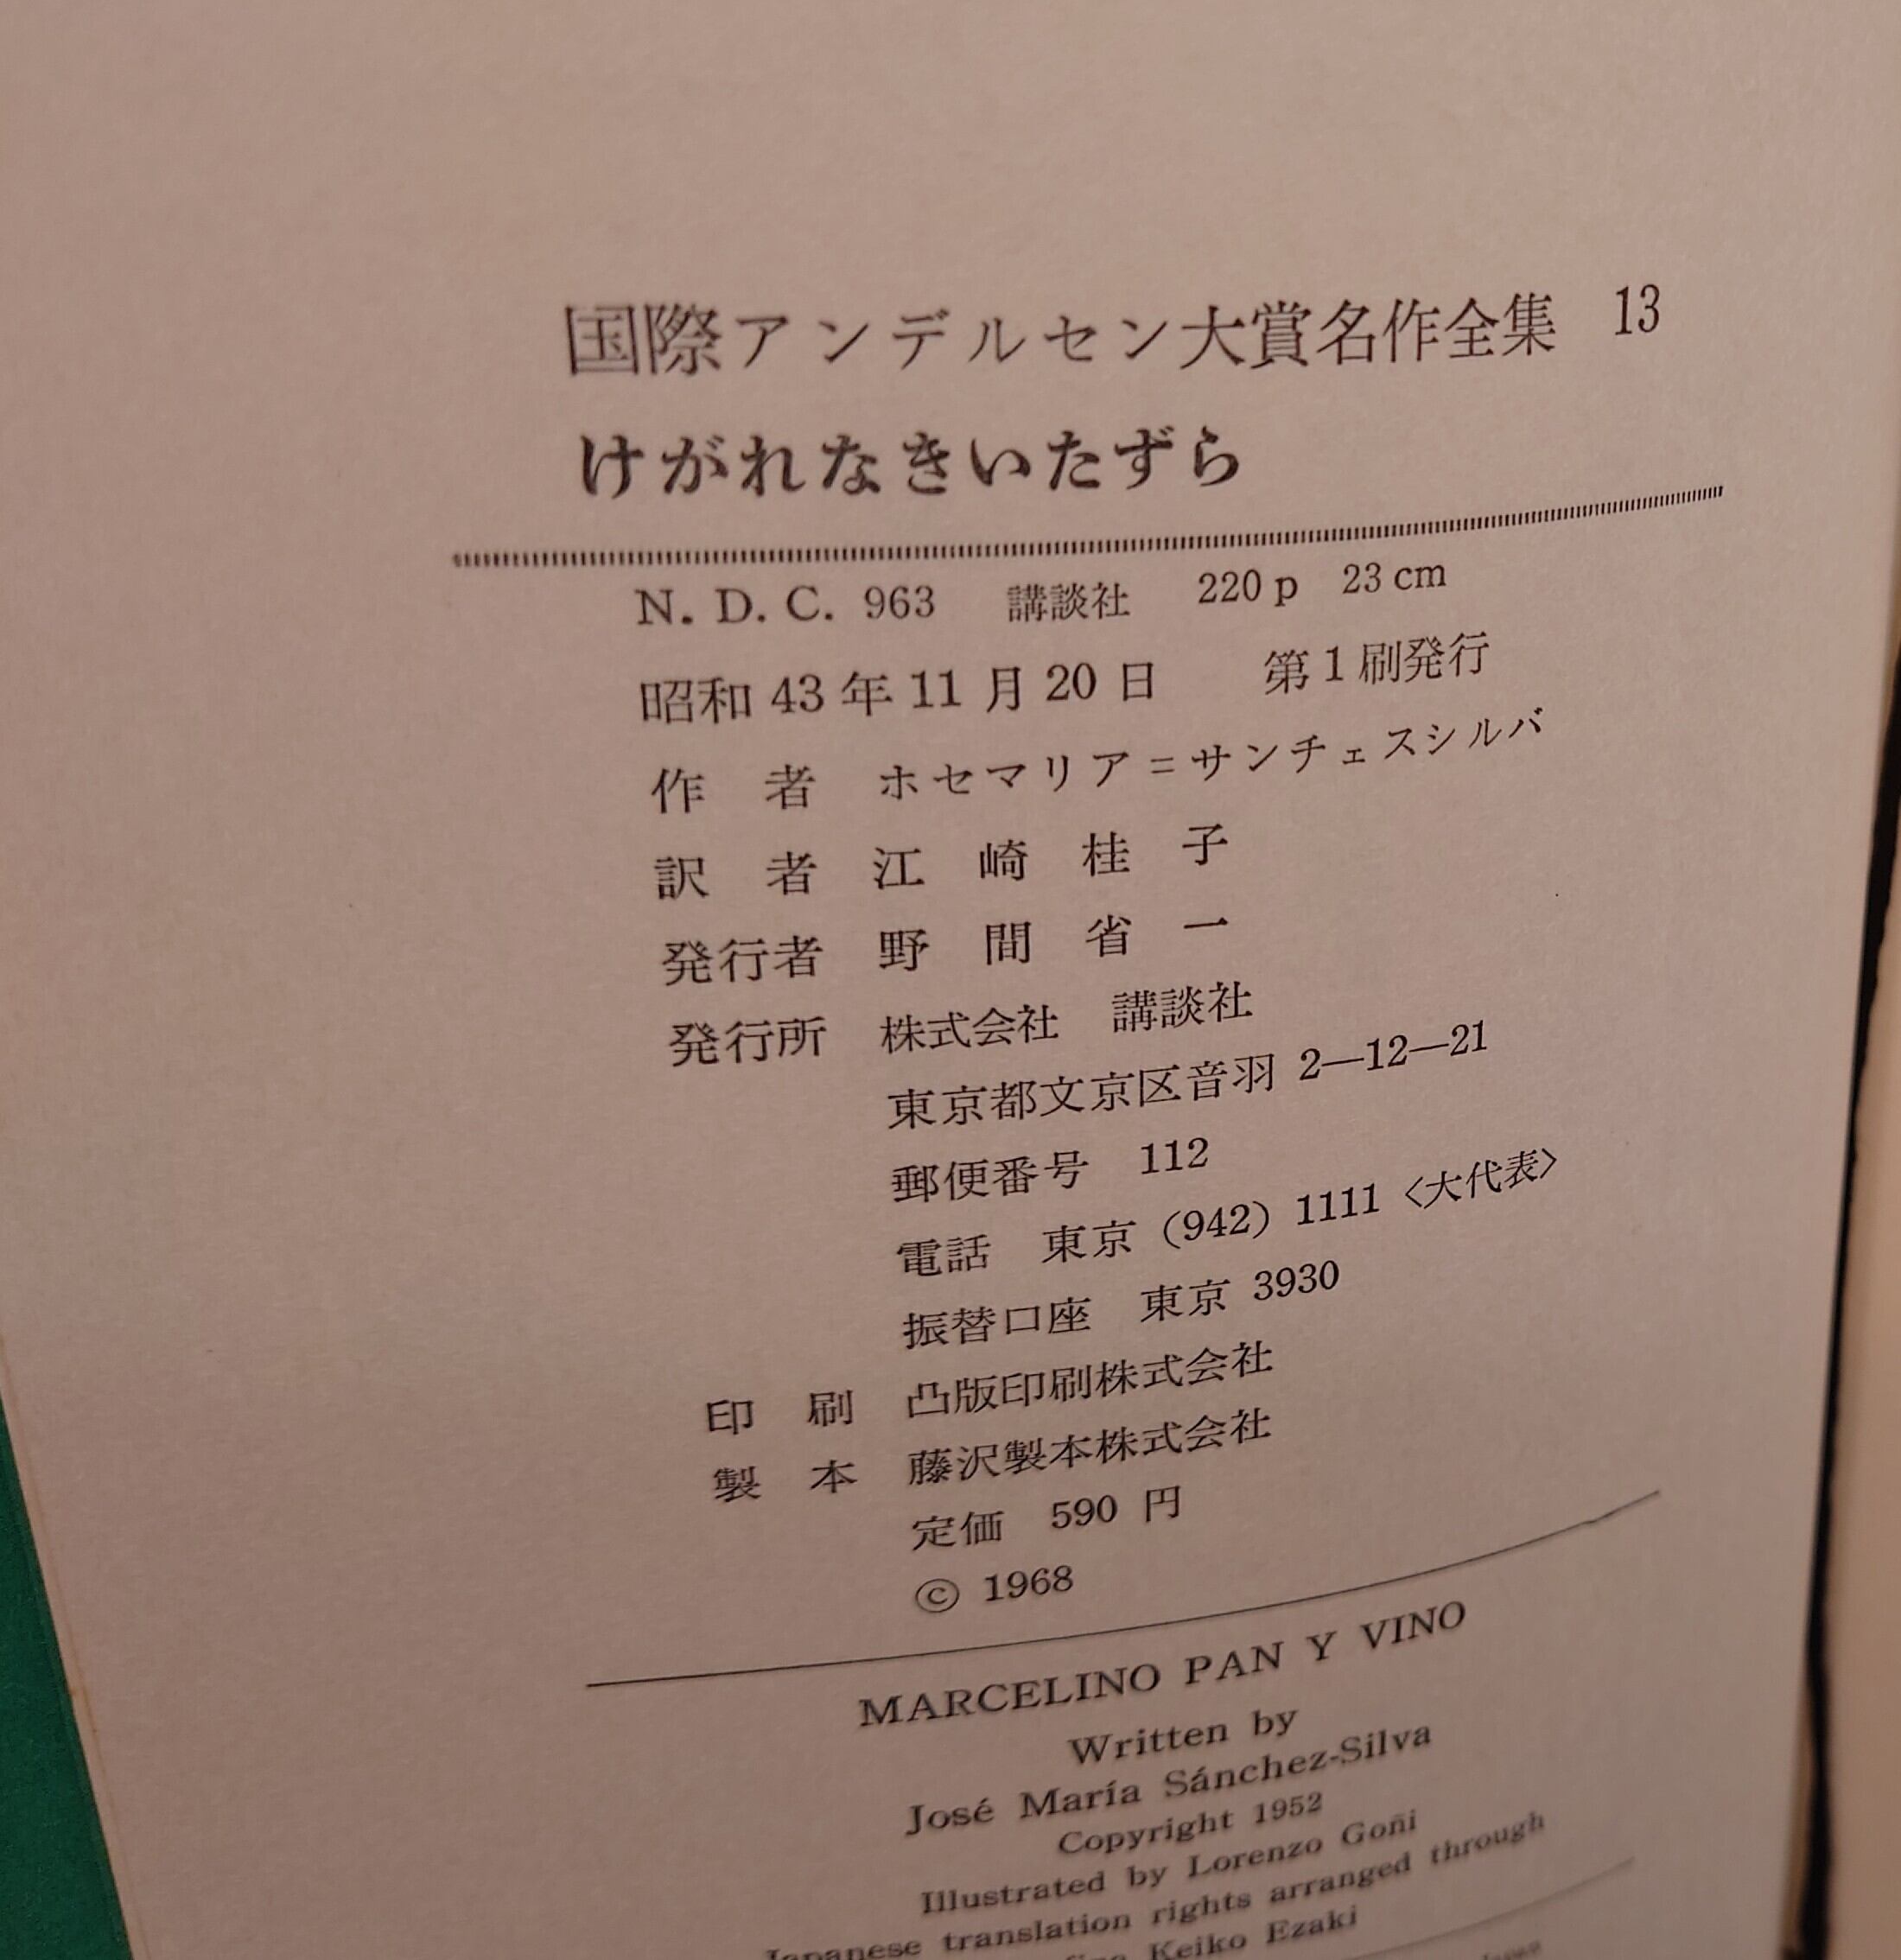 国際アンデルセン大賞名作全集 13
けがれなきいたずら
N. D. C. 963 講談社 220 p 23 cm
昭和 43 年 11 月 20 日 第 1 刷発行
作 者 ホセマリア＝サンチェスシルバ
訳 者 江 崎 桂 子
発行者 野 間 省 一
発行所 株式会社 講談社
東京都文京区音羽 2—12—21
郵便番号 112
電話 東京 (942) 1111〈大代表〉
振替口座 東京 3930
印 刷 凸版印刷株式会社
製 本 藤沢製本株式会社
定価 590 円
© 1968
MARCELINO PAN Y VINO
Written by
José María Sánchez-Silva
Copyright 1952
Illustrated by Lorenzo Goñi
Japanese translation rights arranged through
Keiko Ezaki